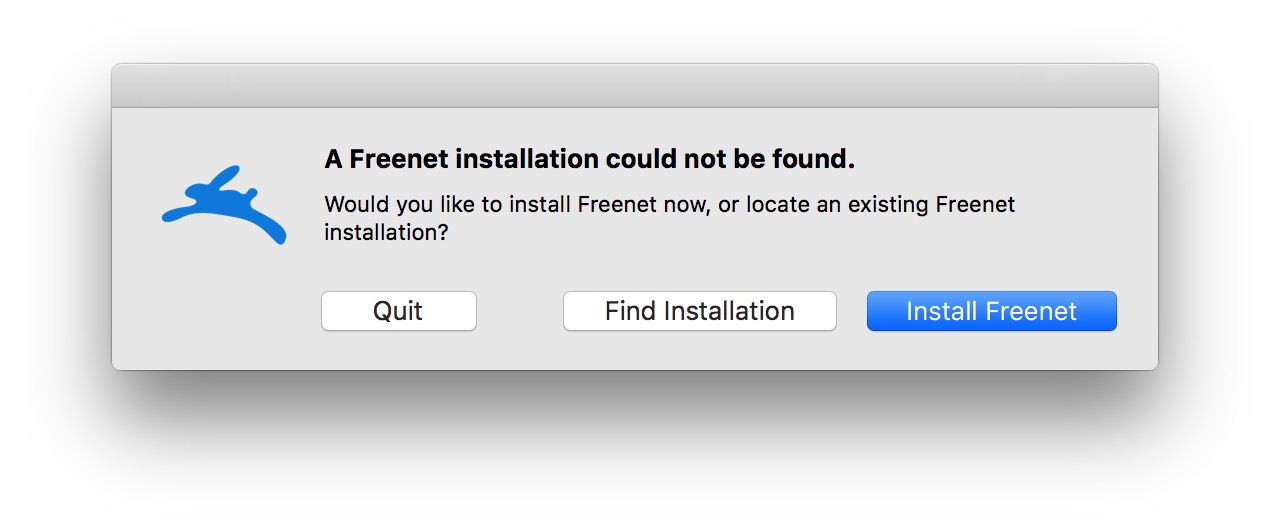 A Freenet installation could not be found.
Would you like to install Freenet now, or locate an existing Freenet
installation?
Quit
Find Installation
Install Freenet